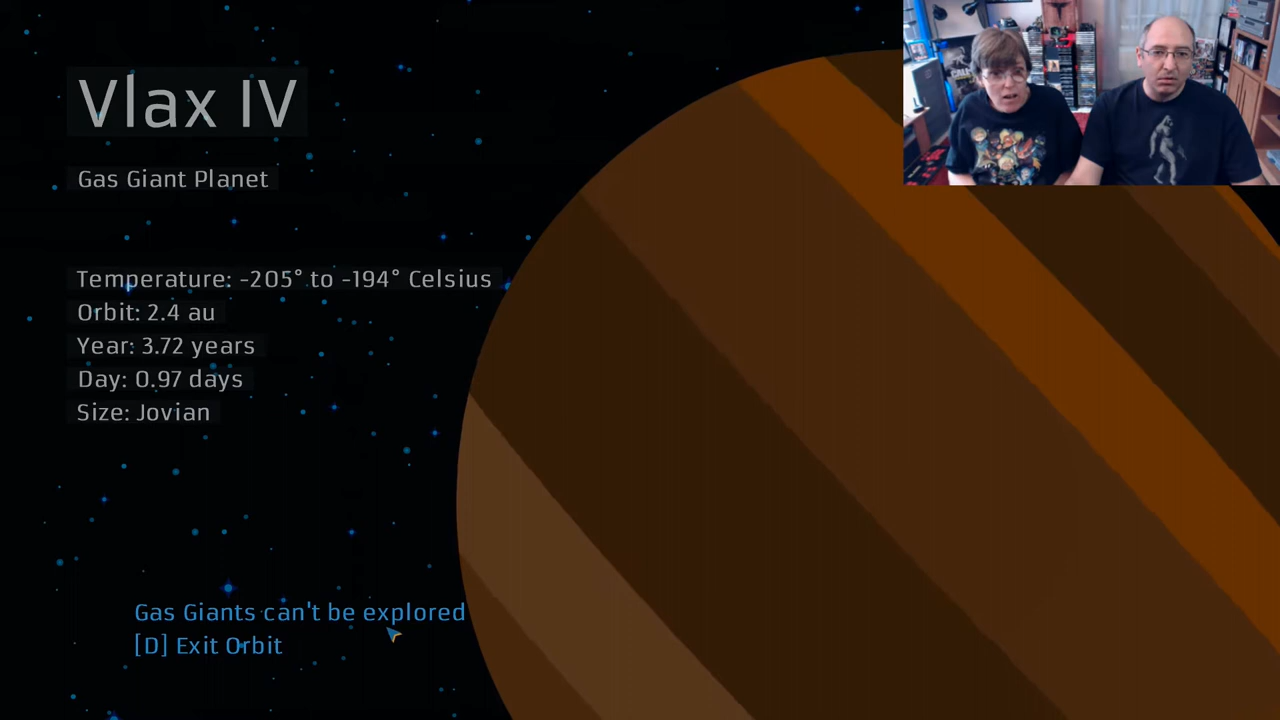 Vlax IV
Gas Giant Planet
Temperature: -205° to -194° Celsius
Orbit: 2.4 au
Year: 3.72 years
Day: 0.97 days
Size: Jovian
Gas Giants can't be explored
[D] Exit Orbit